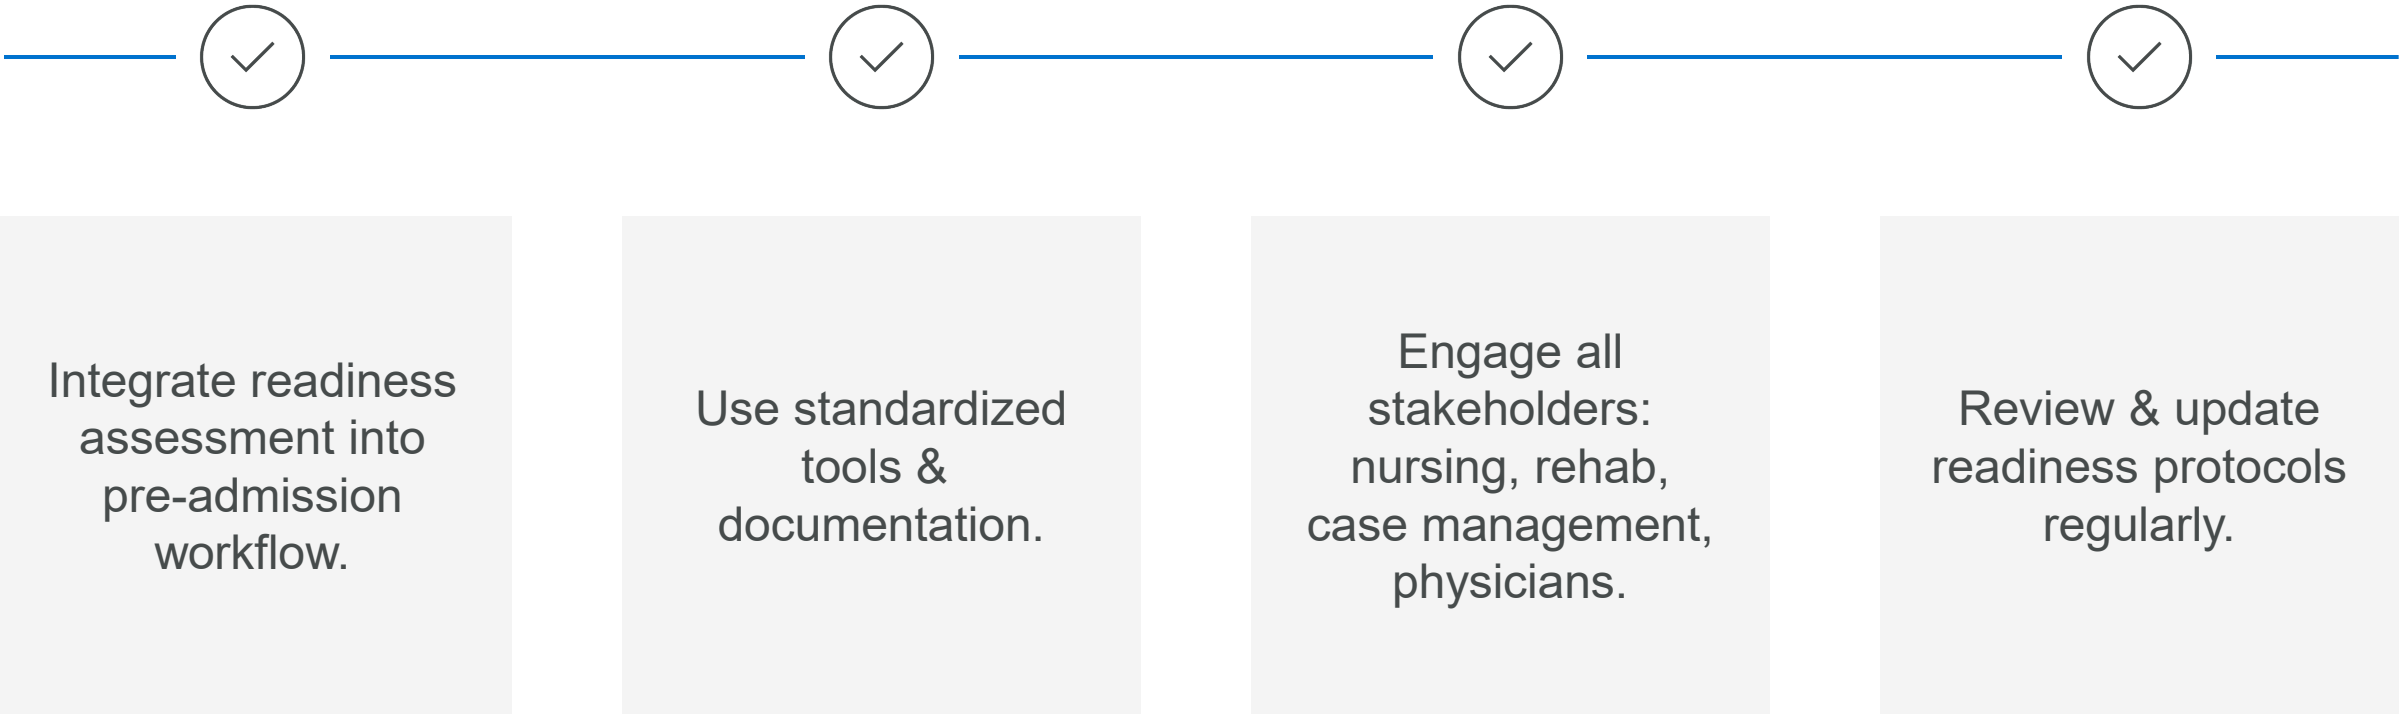 Integrate readiness
assessment into
pre-admission
workflow.
Use standardized
tools &
documentation.
Engage all
stakeholders:
nursing, rehab,
case management,
physicians.
Review & update
readiness protocols
regularly.